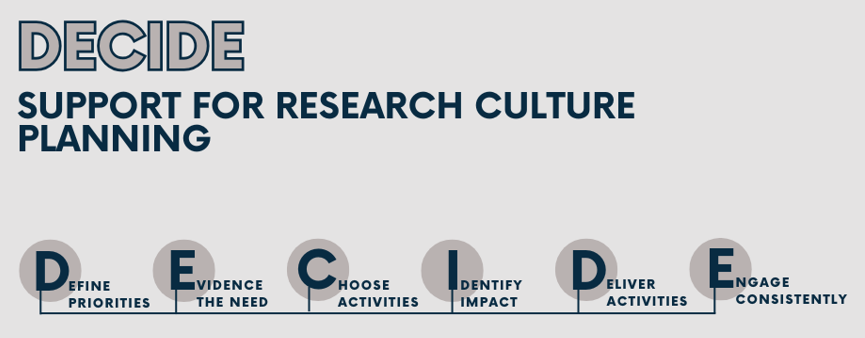 DECIDE
SUPPORT FOR RESEARCH CULTURE
PLANNING
DEFINE
PRIORITIES
EVIDENCE
THE NEED
CHOOSE
ACTIVITIES
IDENTIFY
IMPACT
DELIVER
ACTIVITIES
ENGAGE
CONSISTENTLY